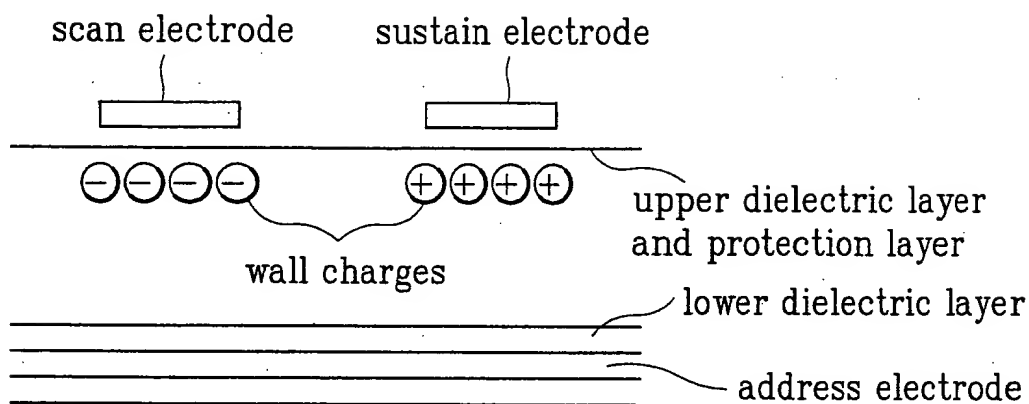 scan electrode
sustain electrode
− − − −
+ + + +
upper dielectric layer
and protection layer
wall charges
lower dielectric layer
address electrode